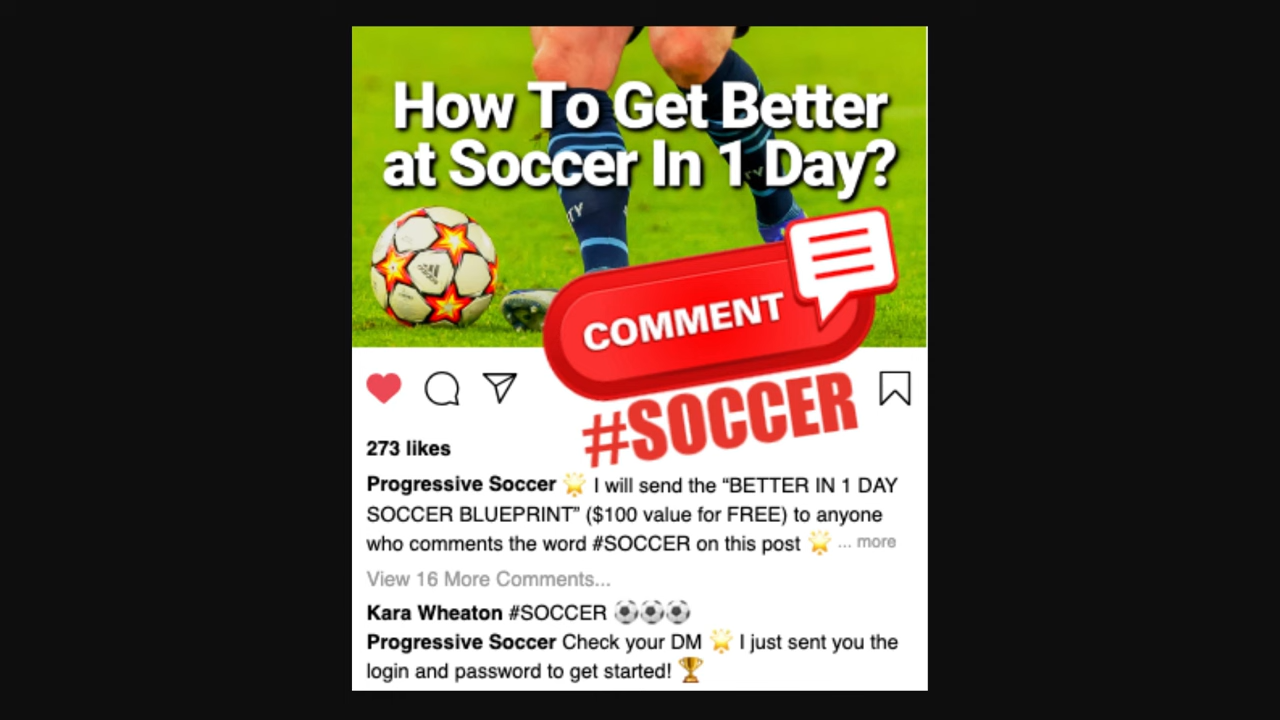 How To Get Better
at Soccer In 1 Day?
TY
TY
adidas
COMMENT
#SOCCER
273 likes
Progressive Soccer 🌟 I will send the “BETTER IN 1 DAY
SOCCER BLUEPRINT” ($100 value for FREE) to anyone
who comments the word #SOCCER on this post 🌟 ... more
View 16 More Comments...
Kara Wheaton #SOCCER ⚽⚽⚽
Progressive Soccer Check your DM 🌟 I just sent you the
login and password to get started! 🏆